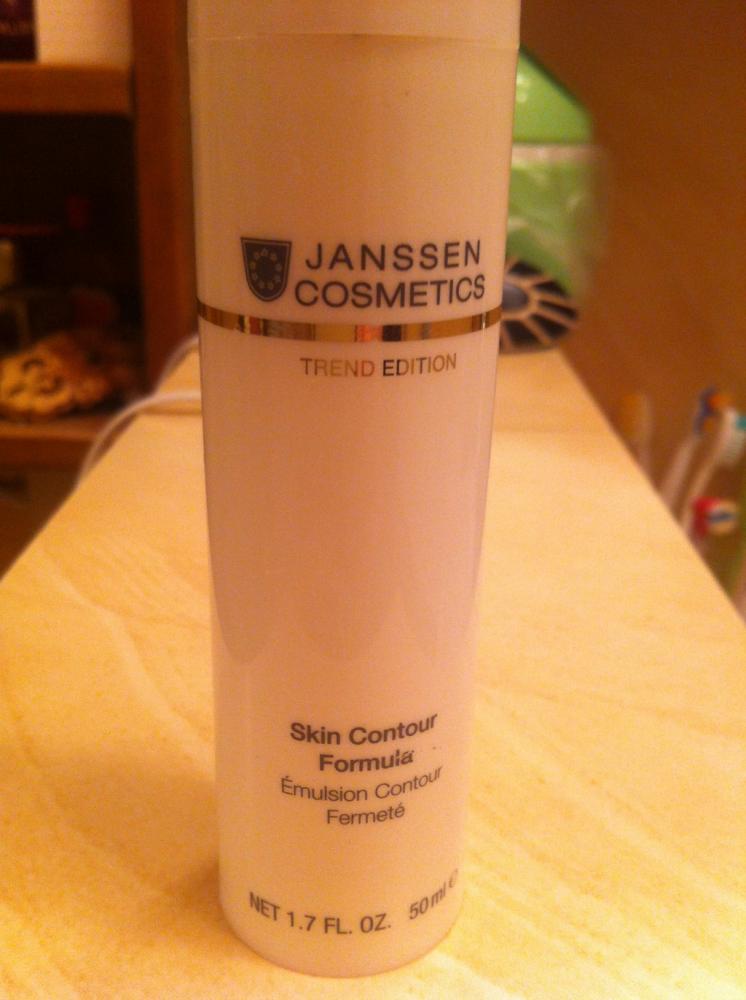 JANSSEN
COSMETICS
TREND EDITION
Skin Contour
Formula
Émulsion Contour
Fermeté
NET 1.7 FL. OZ. 50 ml ℮